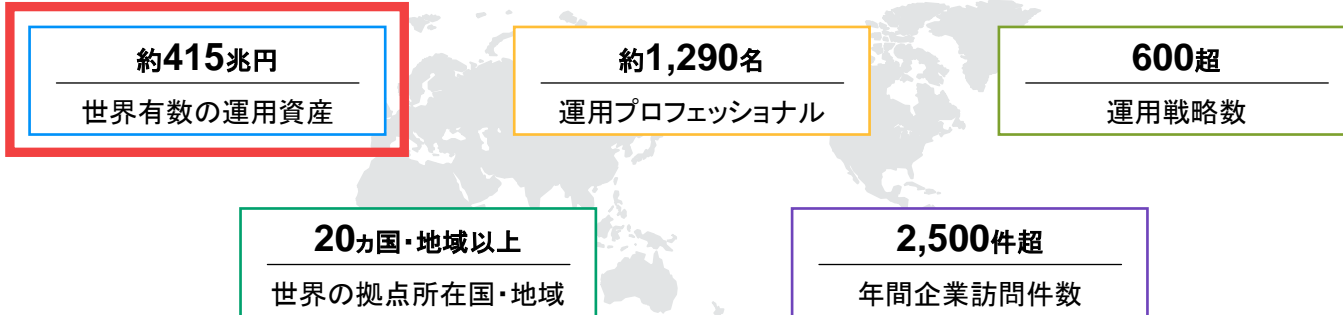 約415兆円
世界有数の運用資産
約1,290名
運用プロフェッショナル
600超
運用戦略数
20ヵ国・地域以上
世界の拠点所在国・地域
2,500件超
年間企業訪問件数